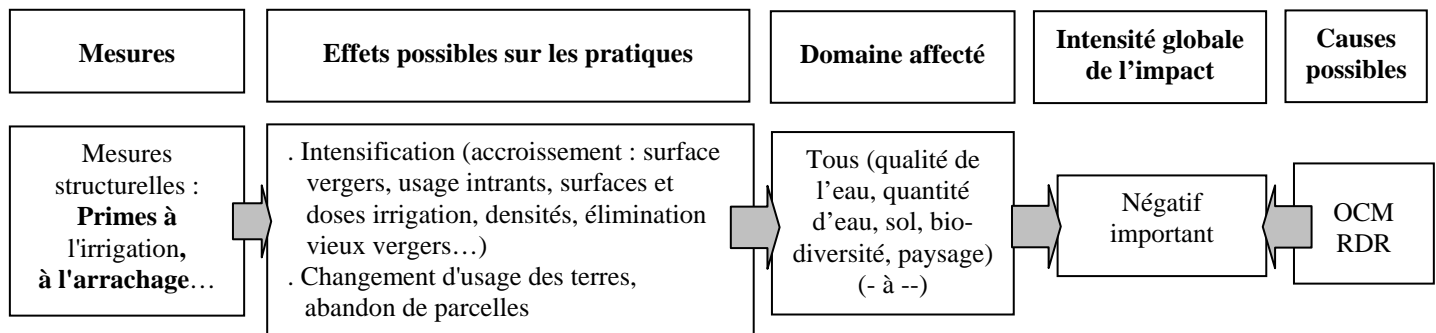 Mesures
Effets possibles sur les pratiques
Domaine affecté
Intensité globale
de l'impact
Causes
possibles
Mesures
structurelles :
Primes à
l'irrigation,
à l'arrachage…
. Intensification (accroissement : surface
vergers, usage intrants, surfaces et
doses irrigation, densités, élimination
vieux vergers…)
. Changement d'usage des terres,
abandon de parcelles
Tous (qualité de
l'eau, quantité
d'eau, sol, bio-
diversité, paysage)
(- à --)
Négatif
important
OCM
RDR